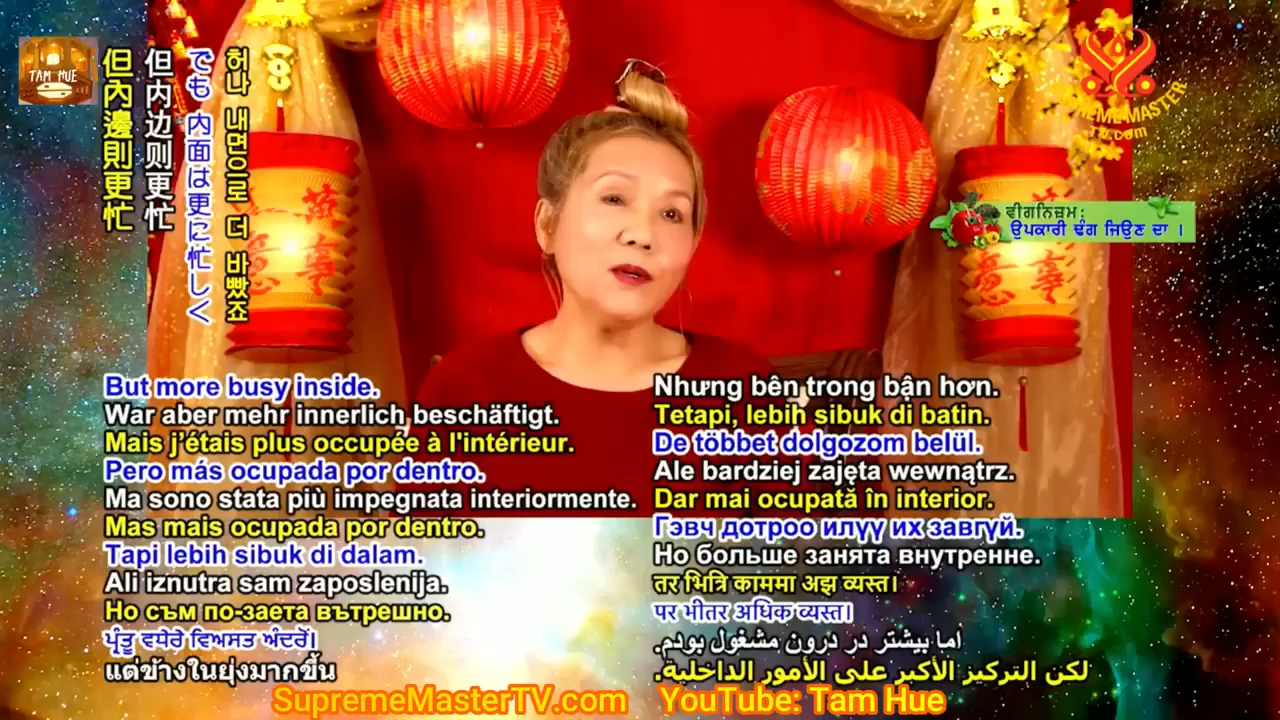 TAM HUE
但內邊則更忙
但内边则更忙
でも 内面は更に忙しく
허나 내면으로 더 바빴죠
SUPREME MASTER
TV.com
ਵੀਗਨਿਜ਼ਮ:
ਉਪਕਾਰੀ ਢੰਗ ਜਿਉਣ ਦਾ ।
But more busy inside.
War aber mehr innerlich beschäftigt.
Mais j'étais plus occupée à l'intérieur.
Pero más ocupada por dentro.
Ma sono stata più impegnata interiormente.
Mas mais ocupada por dentro.
Tapi lebih sibuk di dalam.
Ali iznutra sam zaposlenija.
Но съм по-заета вътрешно.
ਪ੍ਰੰਤੂ ਵਧੇਰੇ ਵਿਅਸਤ ਅੰਦਰੋਂ।
แต่ข้างในยุ่งมากขึ้น
Nhưng bên trong bận hơn.
Tetapi, lebih sibuk di batin.
De többet dolgozom belül.
Ale bardziej zajęta wewnątrz.
Dar mai ocupată în interior.
Гэвч дотроо илүү их завгүй.
Но больше занята внутренне.
तर भित्रि काममा अझ व्यस्त।
पर भीतर अधिक व्यस्त।
اما بیشتر در درون مشغول بودم.
لكن التركيز الأكبر على الأمور الداخلية.
SupremeMasterTV.com YouTube: Tam Hue